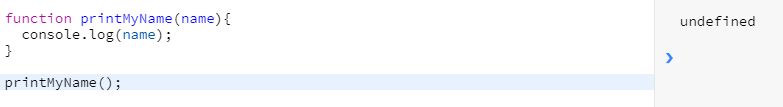 function printMyName(name){
  console.log(name);
}
printMyName();
undefined